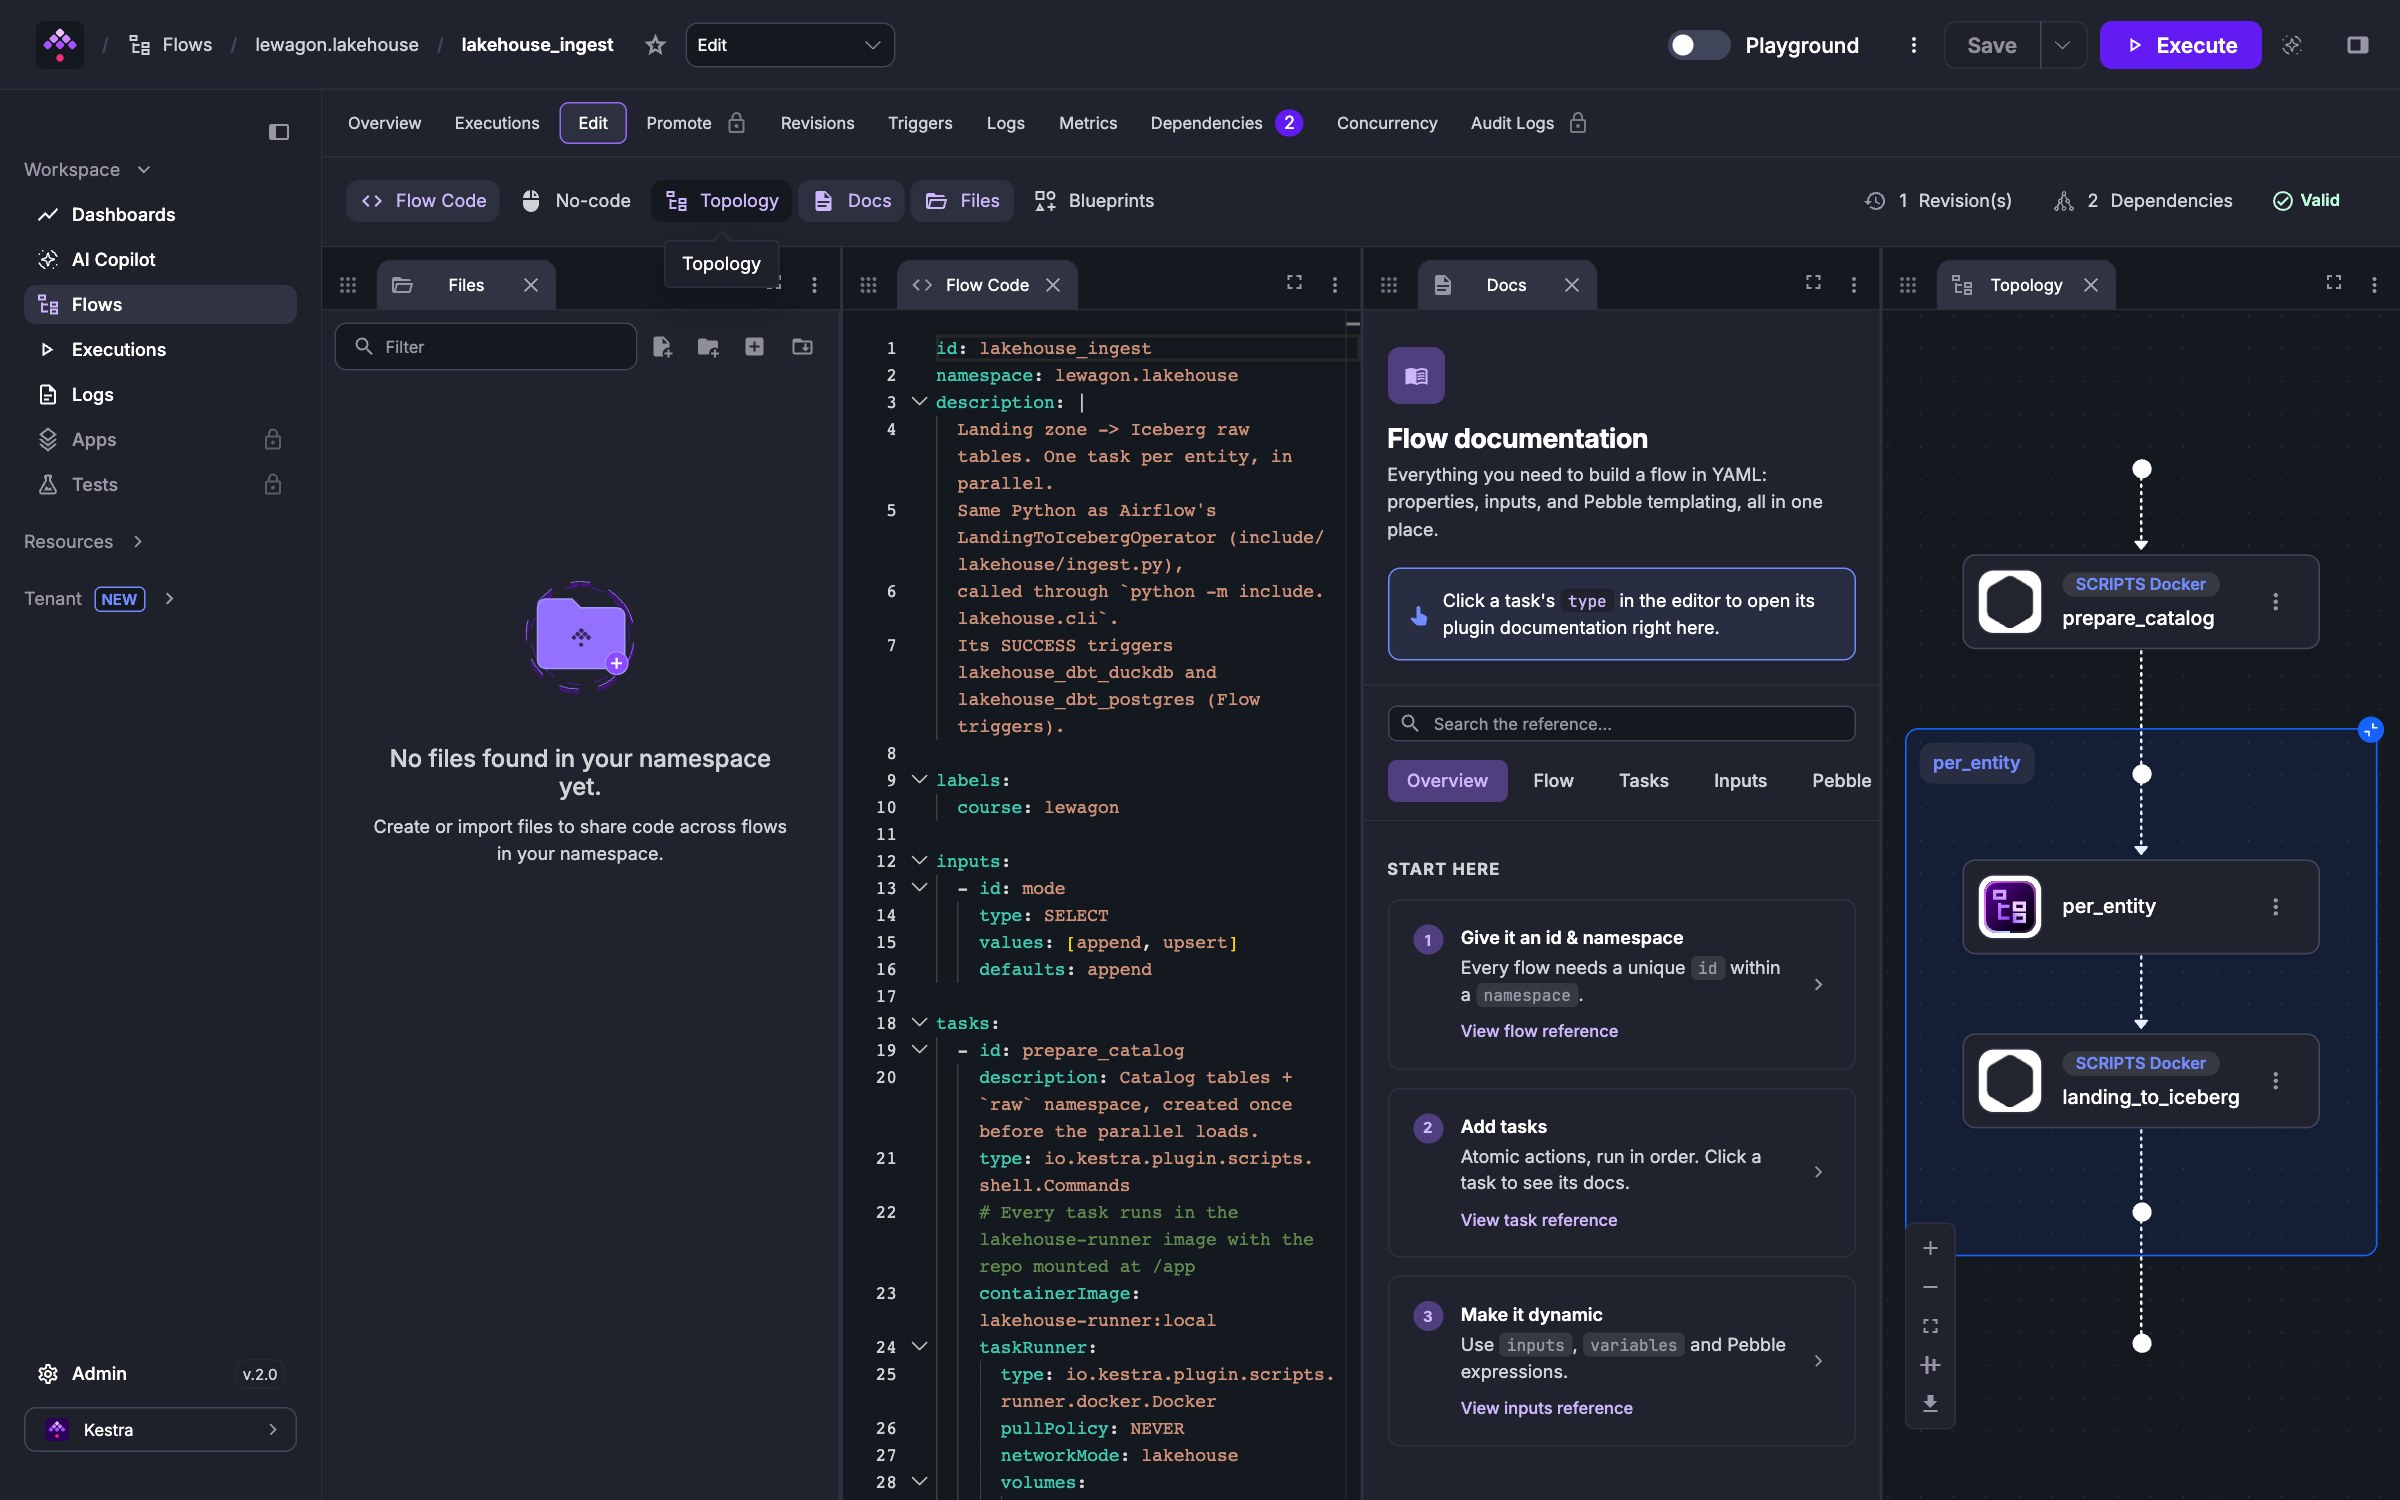 / Flows / lewagon.lakehouse / lakehouse_ingest
Edit
Playground
Save
Execute
Workspace
Dashboards
AI Copilot
Flows
Executions
Logs
Apps
Tests
Resources
Tenant NEW
Admin v.2.0
Kestra
Overview Executions Edit Promote Revisions Triggers Logs Metrics Dependencies 2 Concurrency Audit Logs
Flow Code No-code Topology Docs Files Blueprints
1 Revision(s) 2 Dependencies Valid
Topology
Files
Filter
No files found in your namespace
yet.
Create or import files to share code across flows
in your namespace.
Flow Code
1 id: lakehouse_ingest
2 namespace: lewagon.lakehouse
3 description: |
4 Landing zone -> Iceberg raw
tables. One task per entity, in
parallel.
5 Same Python as Airflow's
LandingToIcebergOperator (include/
lakehouse/ingest.py),
6 called through `python -m include.
lakehouse.cli`.
7 Its SUCCESS triggers
lakehouse_dbt_duckdb and
lakehouse_dbt_postgres (Flow
triggers).
8
9 labels:
10 course: lewagon
11
12 inputs:
13 - id: mode
14 type: SELECT
15 values: [append, upsert]
16 defaults: append
17
18 tasks:
19 - id: prepare_catalog
20 description: Catalog tables +
`raw` namespace, created once
before the parallel loads.
21 type: io.kestra.plugin.scripts.
shell.Commands
22 # Every task runs in the
lakehouse-runner image with the
repo mounted at /app
23 containerImage:
lakehouse-runner:local
24 taskRunner:
25 type: io.kestra.plugin.scripts.
runner.docker.Docker
26 pullPolicy: NEVER
27 networkMode: lakehouse
28 volumes:
Docs
Flow documentation
Everything you need to build a flow in YAML:
properties, inputs, and Pebble templating, all in one
place.
Click a task's type in the editor to open its
plugin documentation right here.
Search the reference...
Overview Flow Tasks Inputs Pebble
START HERE
1 Give it an id & namespace
Every flow needs a unique id within
a namespace.
View flow reference
2 Add tasks
Atomic actions, run in order. Click a
task to see its docs.
View task reference
3 Make it dynamic
Use inputs, variables and Pebble
expressions.
View inputs reference
Topology
SCRIPTS Docker
prepare_catalog
per_entity
per_entity
SCRIPTS Docker
landing_to_iceberg